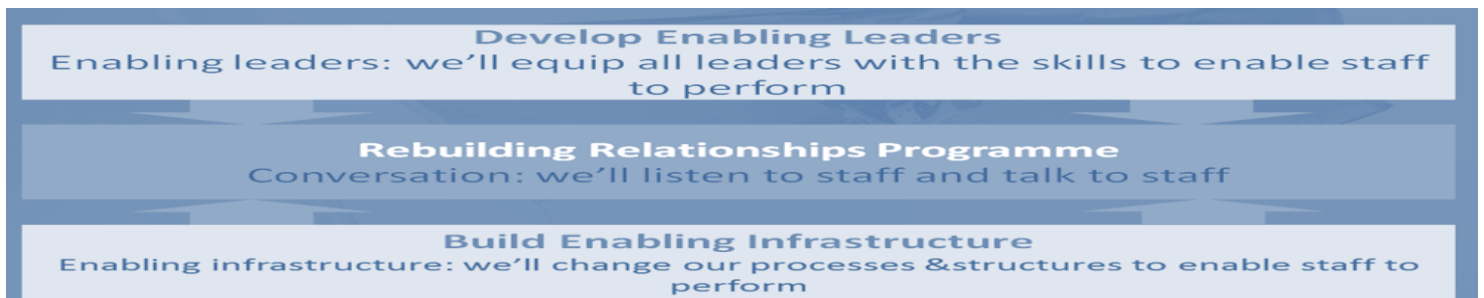 Develop Enabling Leaders
Enabling leaders: we'll equip all leaders with the skills to enable staff
to perform
Rebuilding Relationships Programme
Conversation: we'll listen to staff and talk to staff
Build Enabling Infrastructure
Enabling infrastructure: we'll change our processes &structures to enable staff to
perform